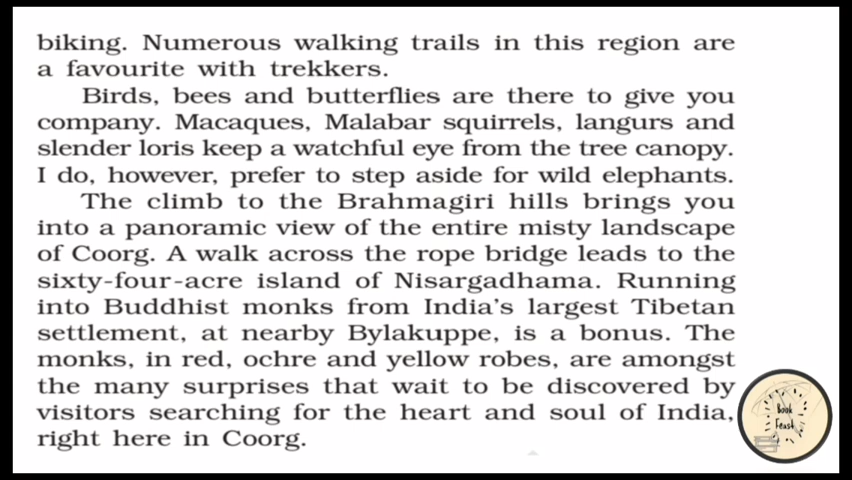 biking. Numerous walking trails in this region are
a favourite with trekkers.
Birds, bees and butterflies are there to give you
company. Macaques, Malabar squirrels, langurs and
slender loris keep a watchful eye from the tree canopy.
I do, however, prefer to step aside for wild elephants.
The climb to the Brahmagiri hills brings you
into a panoramic view of the entire misty landscape
of Coorg. A walk across the rope bridge leads to the
sixty-four-acre island of Nisargadhama. Running
into Buddhist monks from India's largest Tibetan
settlement, at nearby Bylakuppe, is a bonus. The
monks, in red, ochre and yellow robes, are amongst
the many surprises that wait to be discovered by
visitors searching for the heart and soul of India,
right here in Coorg.
Book
Feast